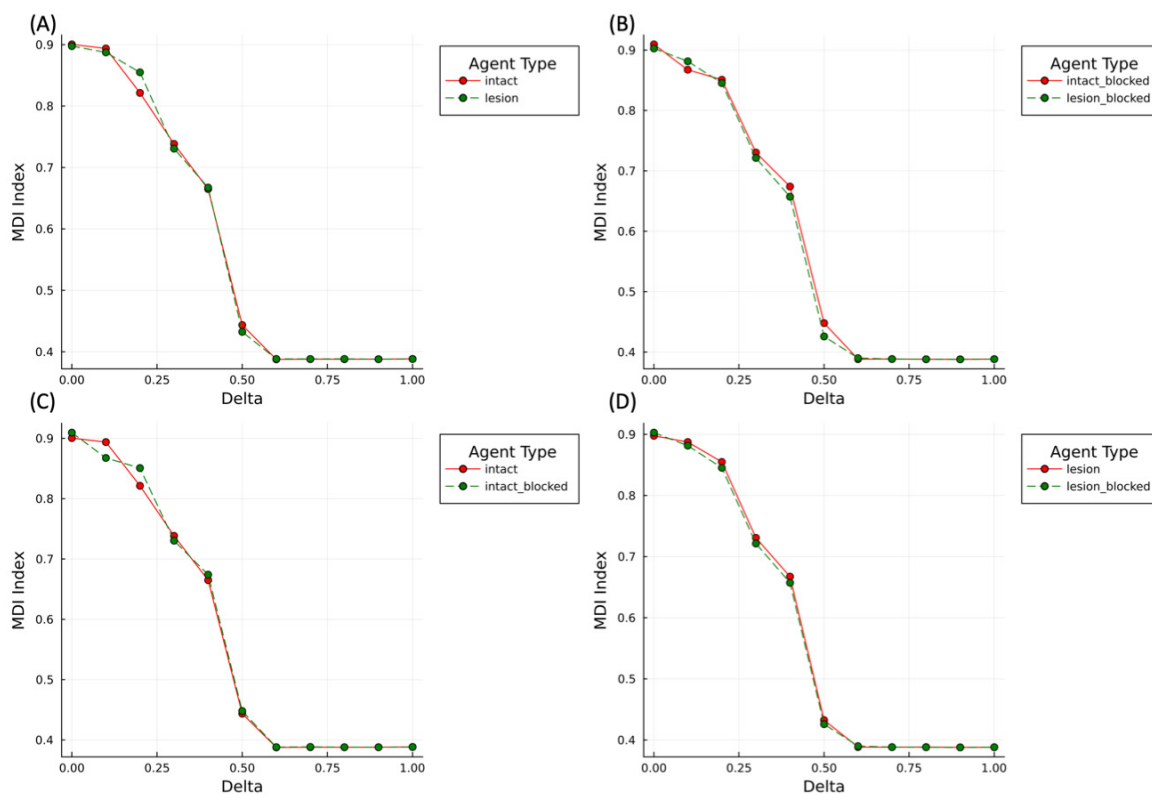 (A)
0.9
0.8
0.7
0.6
0.5
0.4
MDI Index
0.00
0.25
0.50
0.75
1.00
Delta
Agent Type
intact
lesion
(B)
0.9
0.8
0.7
0.6
0.5
0.4
MDI Index
0.00
0.25
0.50
0.75
1.00
Delta
Agent Type
intact_blocked
lesion_blocked
(C)
0.9
0.8
0.7
0.6
0.5
0.4
MDI Index
0.00
0.25
0.50
0.75
1.00
Delta
Agent Type
intact
intact_blocked
(D)
0.9
0.8
0.7
0.6
0.5
0.4
MDI Index
0.00
0.25
0.50
0.75
1.00
Delta
Agent Type
lesion
lesion_blocked